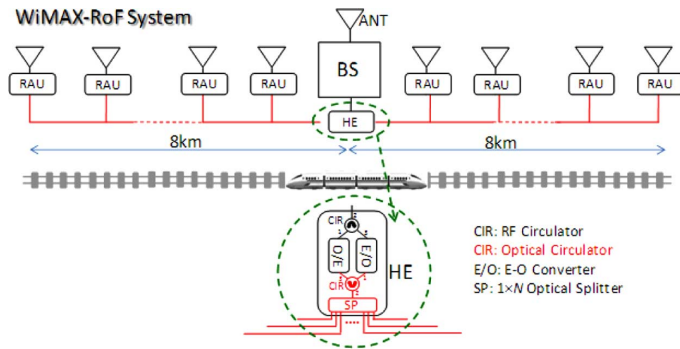 WiMAX-RoF System
ANT
BS
RAU RAU RAU RAU RAU RAU RAU RAU
HE
8km 8km
CIR
O/E E/O
HE
CIR
SP
CIR: RF Circulator
CIR: Optical Circulator
E/O: E-O Converter
SP: 1×N Optical Splitter